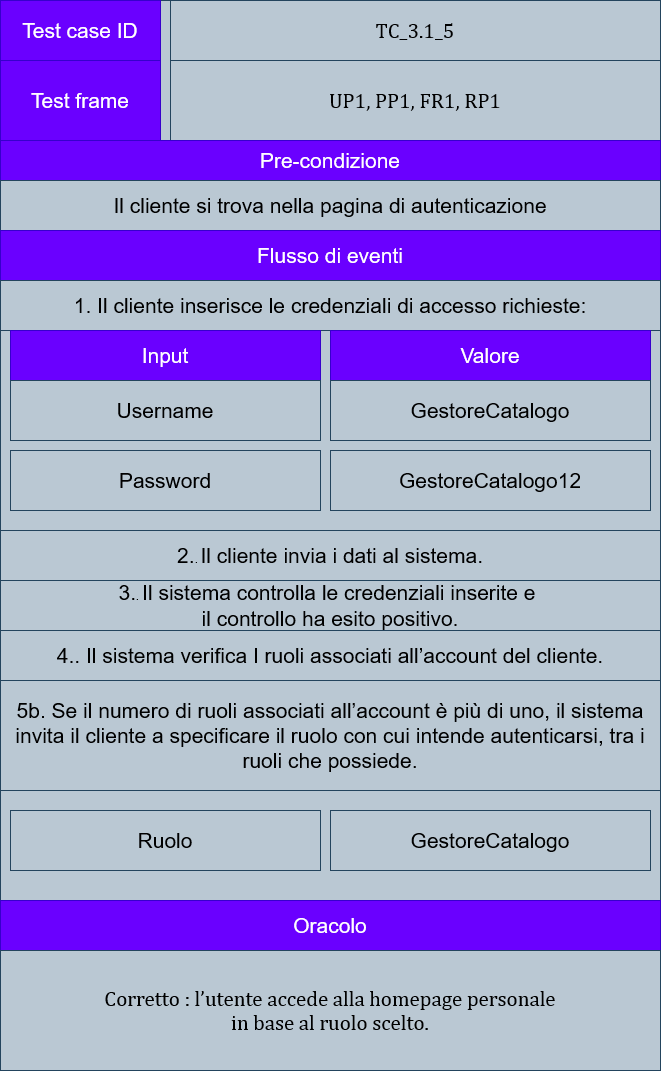 Test case ID
TC_3.1_5
Test frame
UP1, PP1, FR1, RP1
Pre-condizione
Il cliente si trova nella pagina di autenticazione
Flusso di eventi
1. Il cliente inserisce le credenziali di accesso richieste:
Input
Valore
Username
GestoreCatalogo
Password
GestoreCatalogo12
2.. Il cliente invia i dati al sistema.
3.. Il sistema controlla le credenziali inserite e
il controllo ha esito positivo.
4.. Il sistema verifica I ruoli associati all’account del cliente.
5b. Se il numero di ruoli associati all’account è più di uno, il sistema
invita il cliente a specificare il ruolo con cui intende autenticarsi, tra i
ruoli che possiede.
Ruolo
GestoreCatalogo
Oracolo
Corretto : l’utente accede alla homepage personale
in base al ruolo scelto.